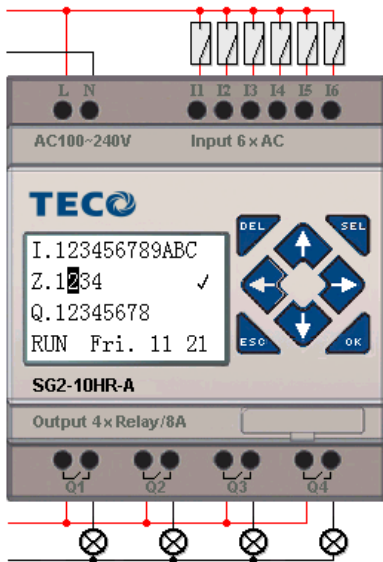 L N I1 I2 I3 I4 I5 I6
AC100~240V Input 6 x AC
TECO
DEL SEL
I.123456789ABC
Z.1234 ✓
Q.12345678
RUN Fri. 11 21
ESC OK
SG2-10HR-A
Output 4 x Relay/8A
Q1 Q2 Q3 Q4